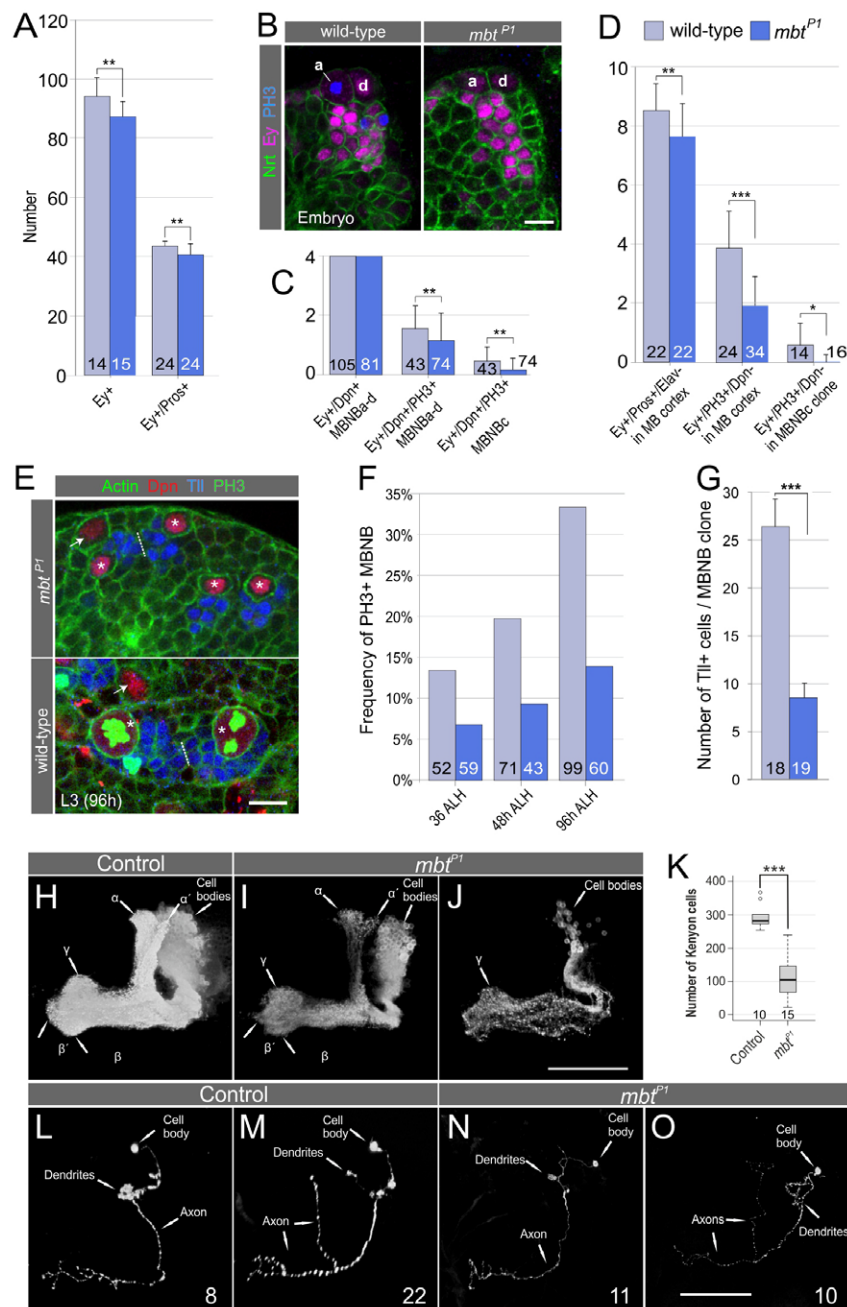 A
120
100
80
60
40
20
0
Number
**
**
14 15 24 24
Ey+
Ey+/Pros+
B
wild-type
mbt P1
a
d
a
d
Nrt Ey PH3
Embryo
C
4
2
0
**
**
105 81 43 74 43 74
Ey+/Dpn+
MBNBa-d
Ey+/Dpn+/PH3+
MBNBa-d
Ey+/Dpn+/PH3+
MBNBc
D
wild-type
mbt P1
10
8
6
4
2
0
**
***
*
22 22 24 34 14 16
Ey+/Pros+/Elav-
in MB cortex
Ey+/PH3+/Dpn-
in MB cortex
Ey+/PH3+/Dpn-
in MBNBc clone
E
Actin Dpn Tll PH3
mbt P1
*
*
*
*
wild-type
*
*
L3 (96h)
F
35%
30%
25%
20%
15%
10%
5%
0%
Frequency of PH3+ MBNB
52 59 71 43 99 60
36 ALH
48h ALH
96h ALH
G
30
25
20
15
10
5
0
Number of Tll+ cells / MBNB clone
***
18 19
Control
mbtP1
H
α
α´
Cell
bodies
γ
β´
β
I
α
α´
Cell
bodies
γ
β´
β
J
Cell bodies
γ
K
***
400
300
200
100
0
Number of Kenyon cells
10 15
Control
mbtP1
Control
mbtP1
L
Cell
body
Dendrites
Axon
8
M
Cell
body
Dendrites
Axon
22
N
Cell
body
Dendrites
Axon
11
O
Cell
body
Axons
Dendrites
10